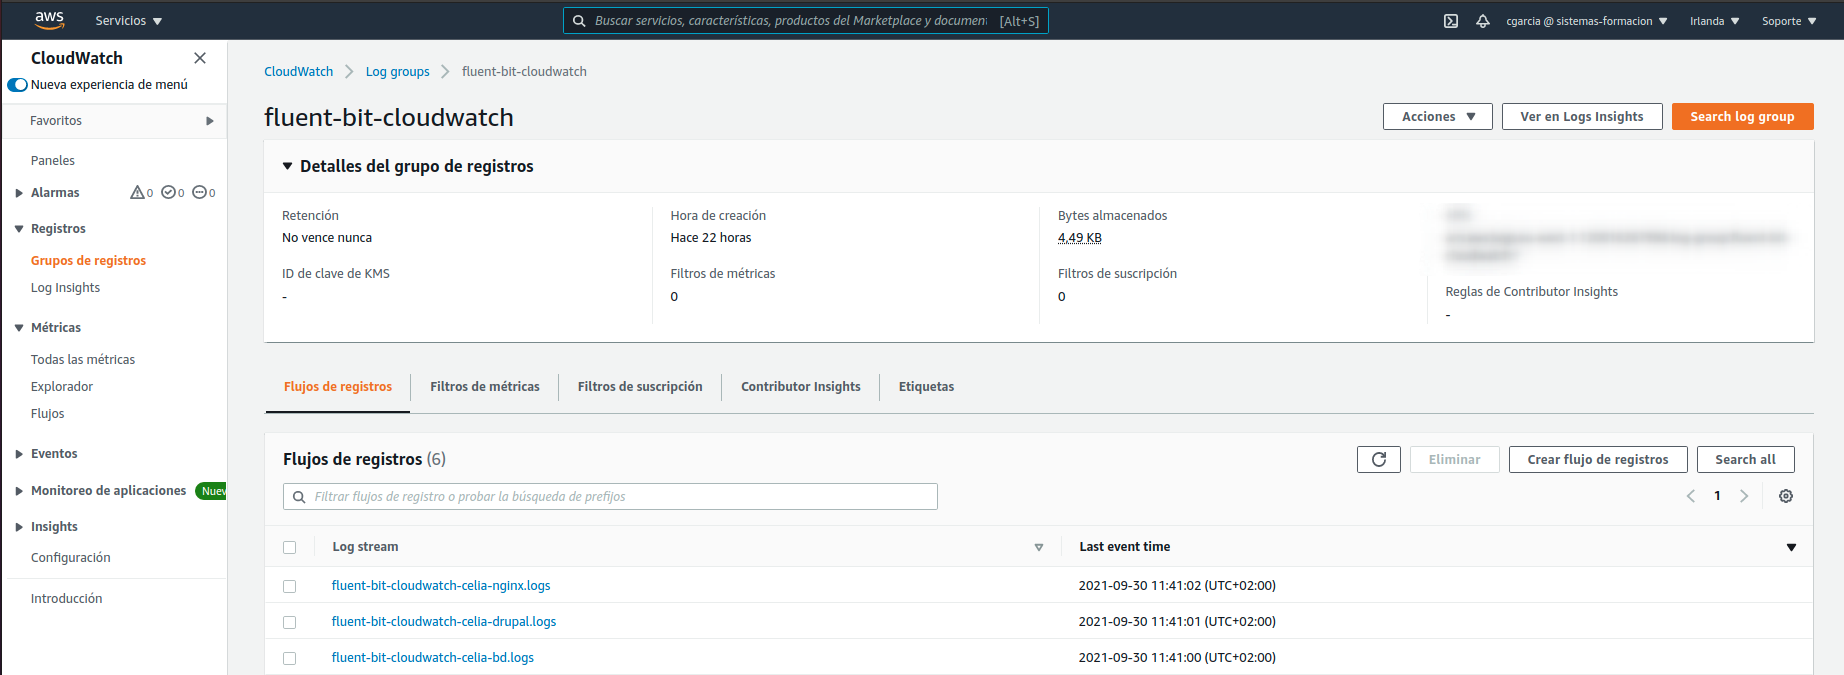 aws Servicios Buscar servicios, características, productos del Marketplace y document [Alt+S] cgarcia @ sistemas-formacion Irlanda Soporte
CloudWatch
Nueva experiencia de menú
Favoritos
Paneles
Alarmas 0 0 0
Registros
Grupos de registros
Log Insights
Métricas
Todas las métricas
Explorador
Flujos
Eventos
Monitoreo de aplicaciones Nuev
Insights
Configuración
Introducción
CloudWatch Log groups fluent-bit-cloudwatch
fluent-bit-cloudwatch
Acciones Ver en Logs Insights Search log group
Detalles del grupo de registros
Retención
No vence nunca
ID de clave de KMS
-
Hora de creación
Hace 22 horas
Filtros de métricas
0
Bytes almacenados
4,49 KB
Filtros de suscripción
0
Reglas de Contributor Insights
-
Flujos de registros Filtros de métricas Filtros de suscripción Contributor Insights Etiquetas
Flujos de registros (6)
Eliminar Crear flujo de registros Search all
Filtrar flujos de registro o probar la búsqueda de prefijos
1
Log stream Last event time
fluent-bit-cloudwatch-celia-nginx.logs 2021-09-30 11:41:02 (UTC+02:00)
fluent-bit-cloudwatch-celia-drupal.logs 2021-09-30 11:41:01 (UTC+02:00)
fluent-bit-cloudwatch-celia-bd.logs 2021-09-30 11:41:00 (UTC+02:00)